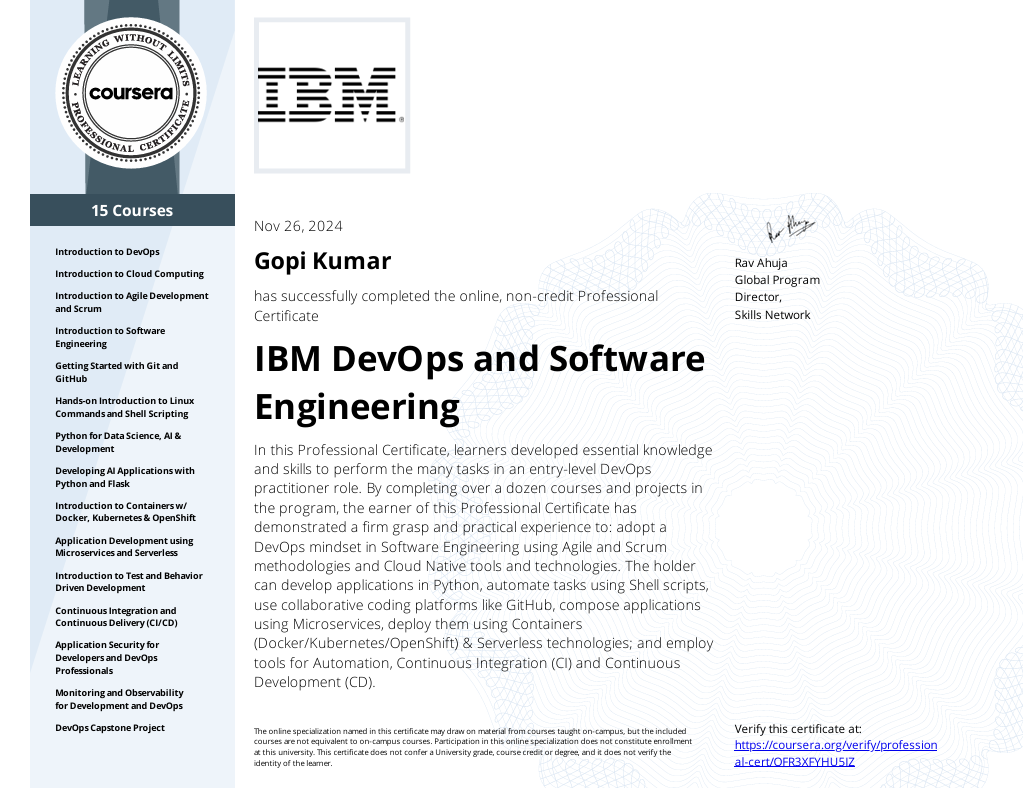 LEARNING WITHOUT LIMITS
coursera
PROFESSIONAL CERTIFICATE
IBM
®
15 Courses
Introduction to DevOps
Introduction to Cloud Computing
Introduction to Agile Development
and Scrum
Introduction to Software
Engineering
Getting Started with Git and
GitHub
Hands-on Introduction to Linux
Commands and Shell Scripting
Python for Data Science, AI &
Development
Developing AI Applications with
Python and Flask
Introduction to Containers w/
Docker, Kubernetes & OpenShift
Application Development using
Microservices and Serverless
Introduction to Test and Behavior
Driven Development
Continuous Integration and
Continuous Delivery (CI/CD)
Application Security for
Developers and DevOps
Professionals
Monitoring and Observability
for Development and DevOps
DevOps Capstone Project
Nov 26, 2024
Gopi Kumar
has successfully completed the online, non-credit Professional
Certificate
IBM DevOps and Software
Engineering
In this Professional Certificate, learners developed essential knowledge
and skills to perform the many tasks in an entry-level DevOps
practitioner role. By completing over a dozen courses and projects in
the program, the earner of this Professional Certificate has
demonstrated a firm grasp and practical experience to: adopt a
DevOps mindset in Software Engineering using Agile and Scrum
methodologies and Cloud Native tools and technologies. The holder
can develop applications in Python, automate tasks using Shell scripts,
use collaborative coding platforms like GitHub, compose applications
using Microservices, deploy them using Containers
(Docker/Kubernetes/OpenShift) & Serverless technologies; and employ
tools for Automation, Continuous Integration (CI) and Continuous
Development (CD).
The online specialization named in this certificate may draw on material from courses taught on-campus, but the included
courses are not equivalent to on-campus courses. Participation in this online specialization does not constitute enrollment
at this university. This certificate does not confer a University grade, course credit or degree, and it does not verify the
identity of the learner.
Rav Ahuja
Rav Ahuja
Global Program
Director,
Skills Network
Verify this certificate at:
https://coursera.org/verify/profession
al-cert/OFR3XFYHU5IZ